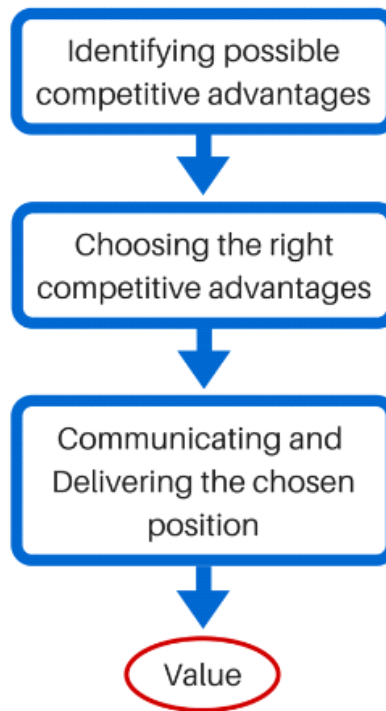 Identifying possible
competitive advantages
Choosing the right
competitive advantages
Communicating and
Delivering the chosen
position
Value